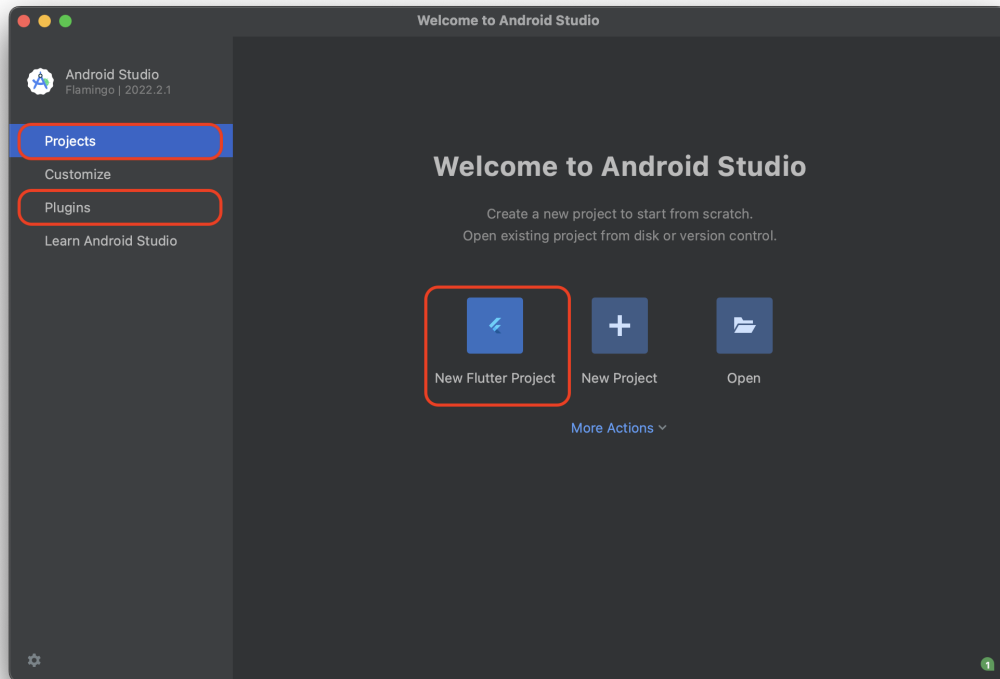 Welcome to Android Studio
Android Studio
Flamingo | 2022.2.1
Projects
Customize
Plugins
Learn Android Studio
Welcome to Android Studio
Create a new project to start from scratch.
Open existing project from disk or version control.
New Flutter Project
New Project
Open
More Actions
1